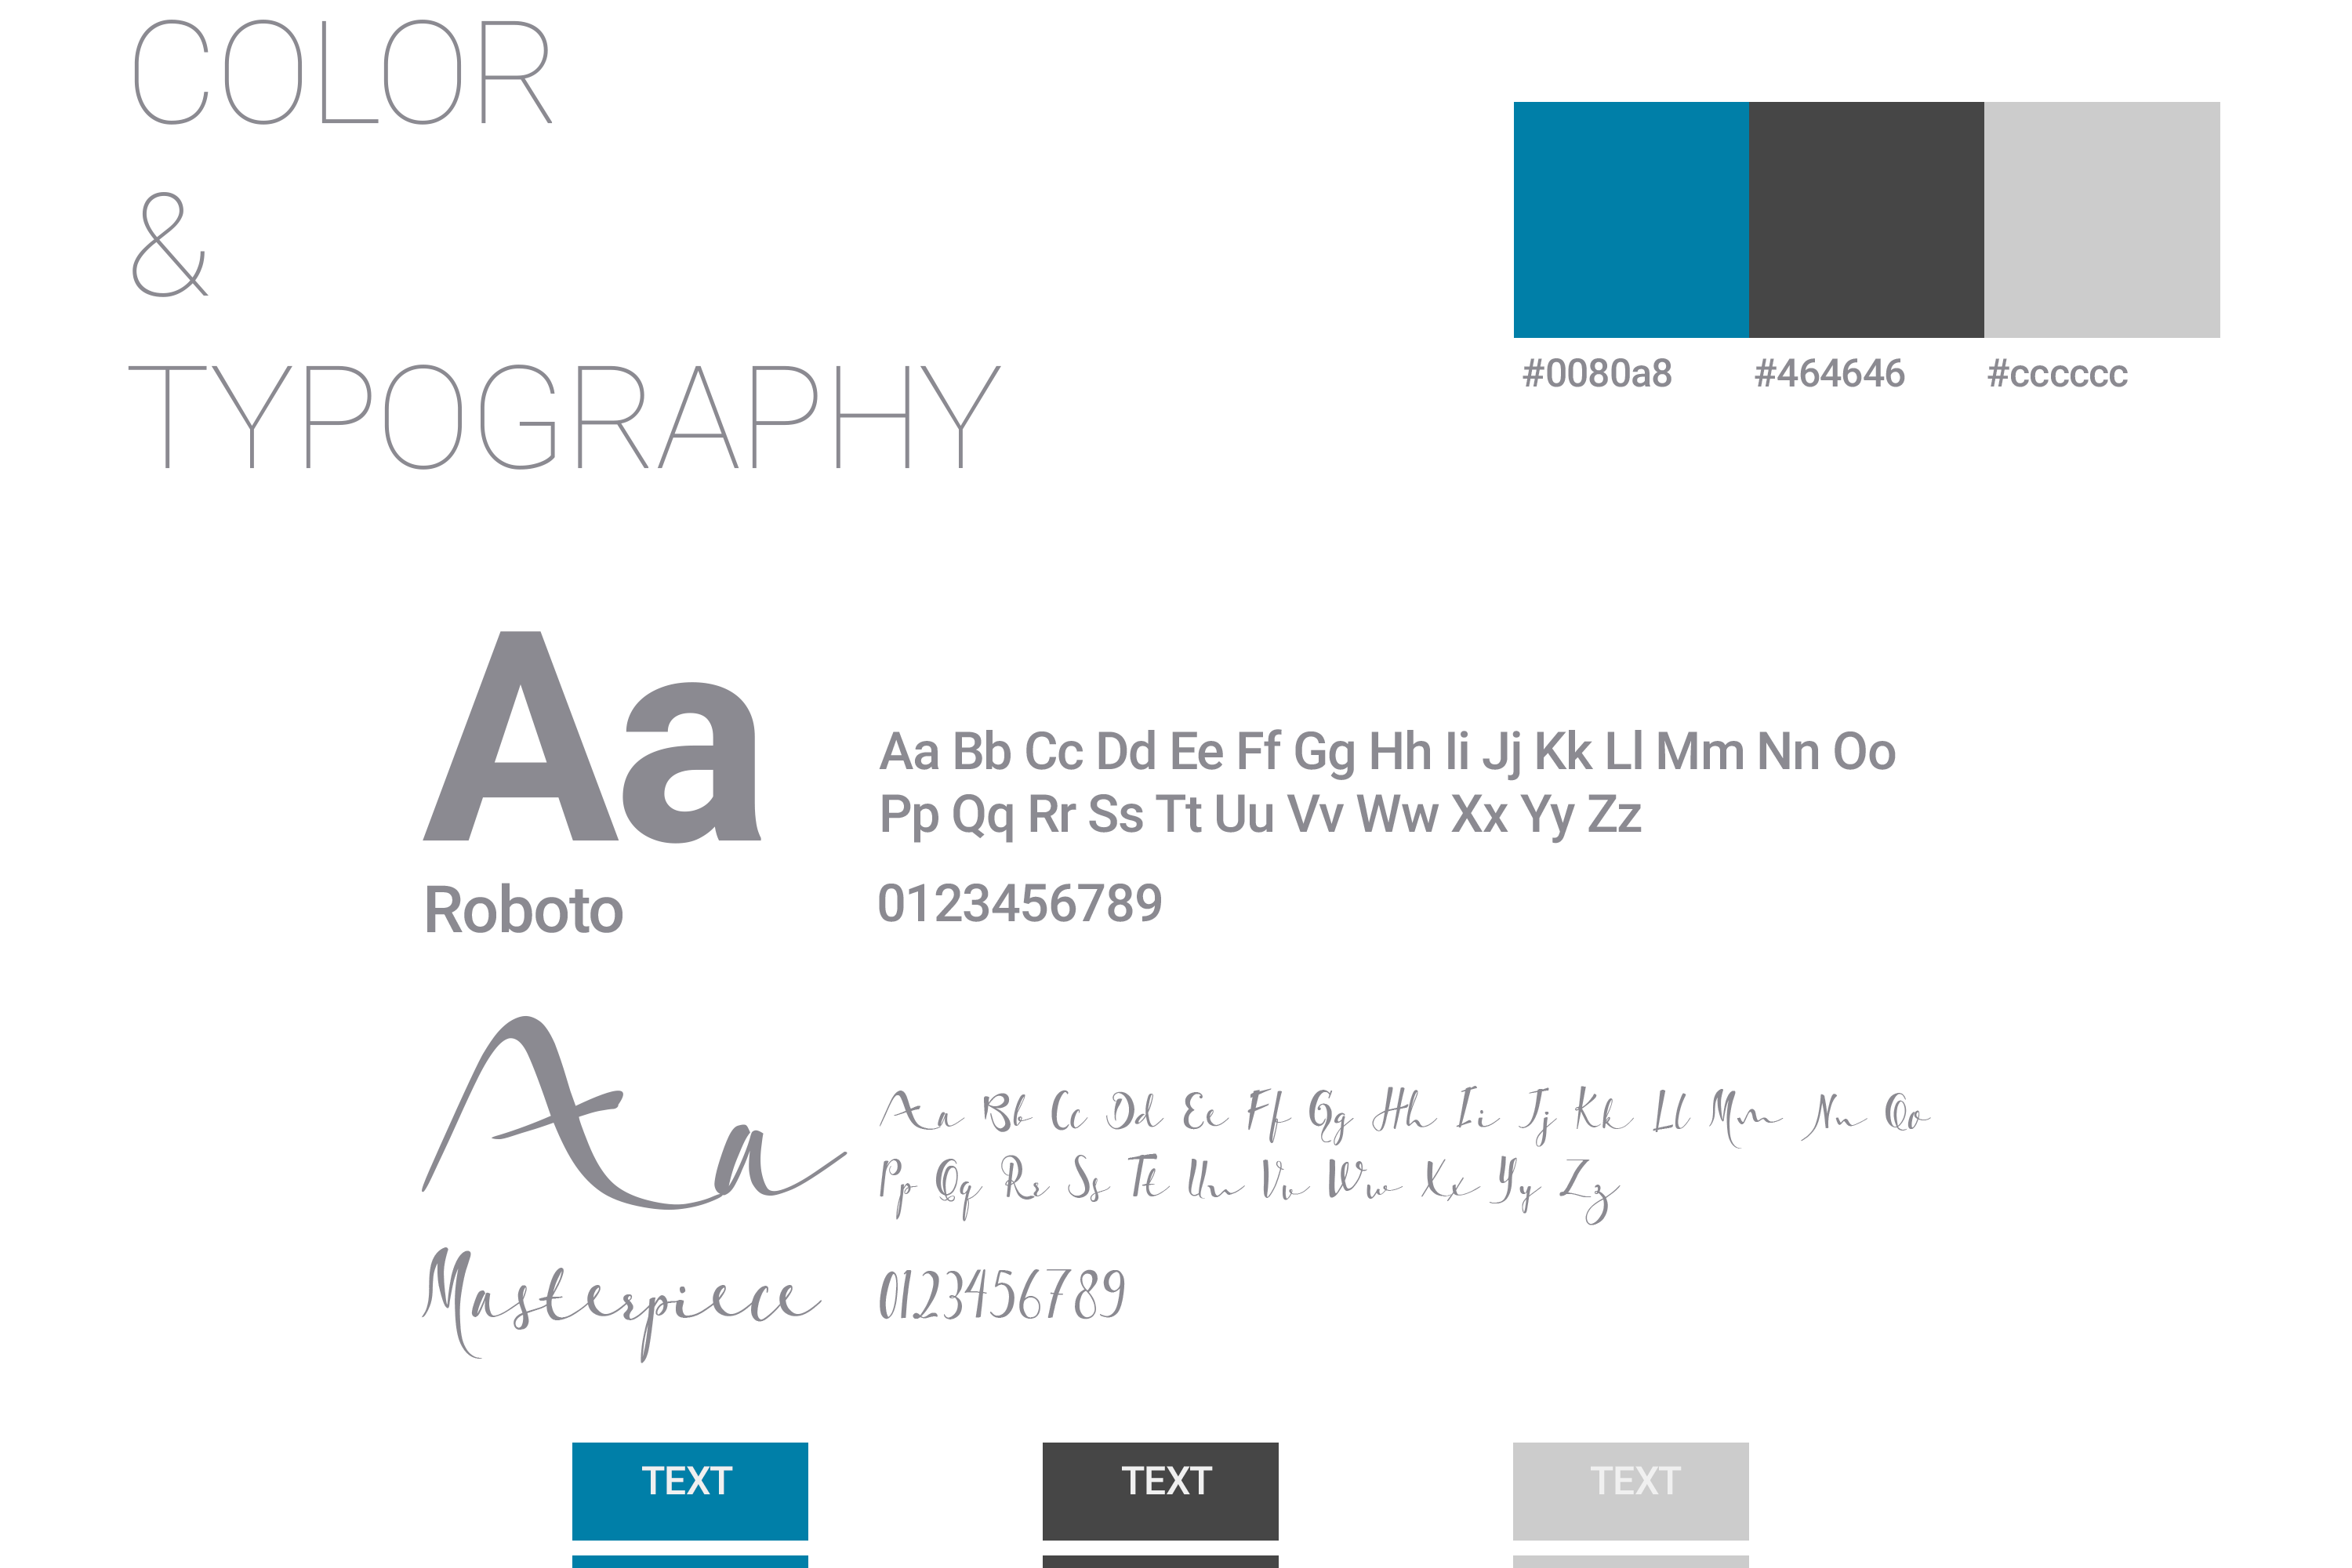 COLOR
&
TYPOGRAPHY
#0080a8 #464646 #cccccc
Aa
Aa Bb Cc Dd Ee Ff Gg Hh Ii Jj Kk Ll Mm Nn Oo
Pp Qq Rr Ss Tt Uu Vv Ww Xx Yy Zz
Roboto
0123456789
Aa
Aa Bb Cc Dd Ee Ff Gg Hh Ii Jj Kk Ll Mm Nn Oo
Pp Qq Rr Ss Tt Uu Vv Ww Xx Yy Zz
Masterpiece
0123456789
TEXT TEXT TEXT